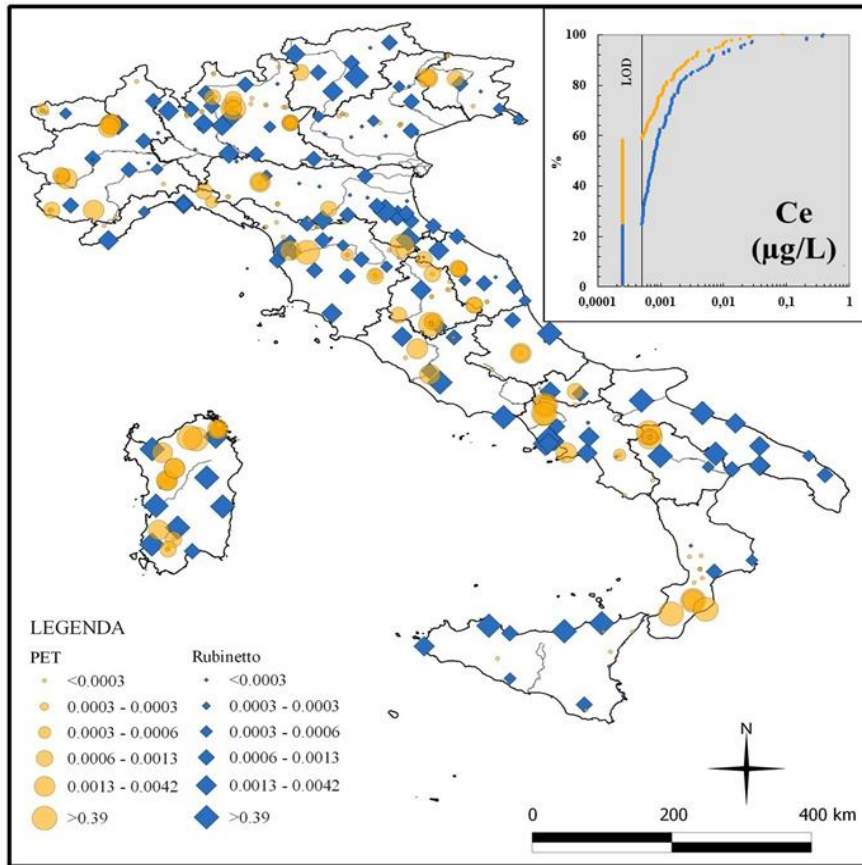 100
80
60
40
20
0
%
LOD
Ce
(µg/L)
0,0001 0,001 0,01 0,1 1
LEGENDA
PET Rubinetto
<0.0003 <0.0003
0.0003 - 0.0003 0.0003 - 0.0003
0.0003 - 0.0006 0.0003 - 0.0006
0.0006 - 0.0013 0.0006 - 0.0013
0.0013 - 0.0042 0.0013 - 0.0042
>0.39 >0.39
N
0 200 400 km